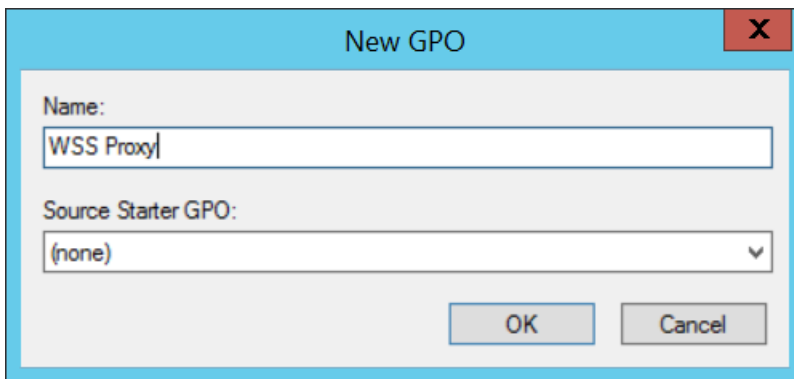 New GPO
X
Name:
WSS Proxy
Source Starter GPO:
(none)
OK Cancel